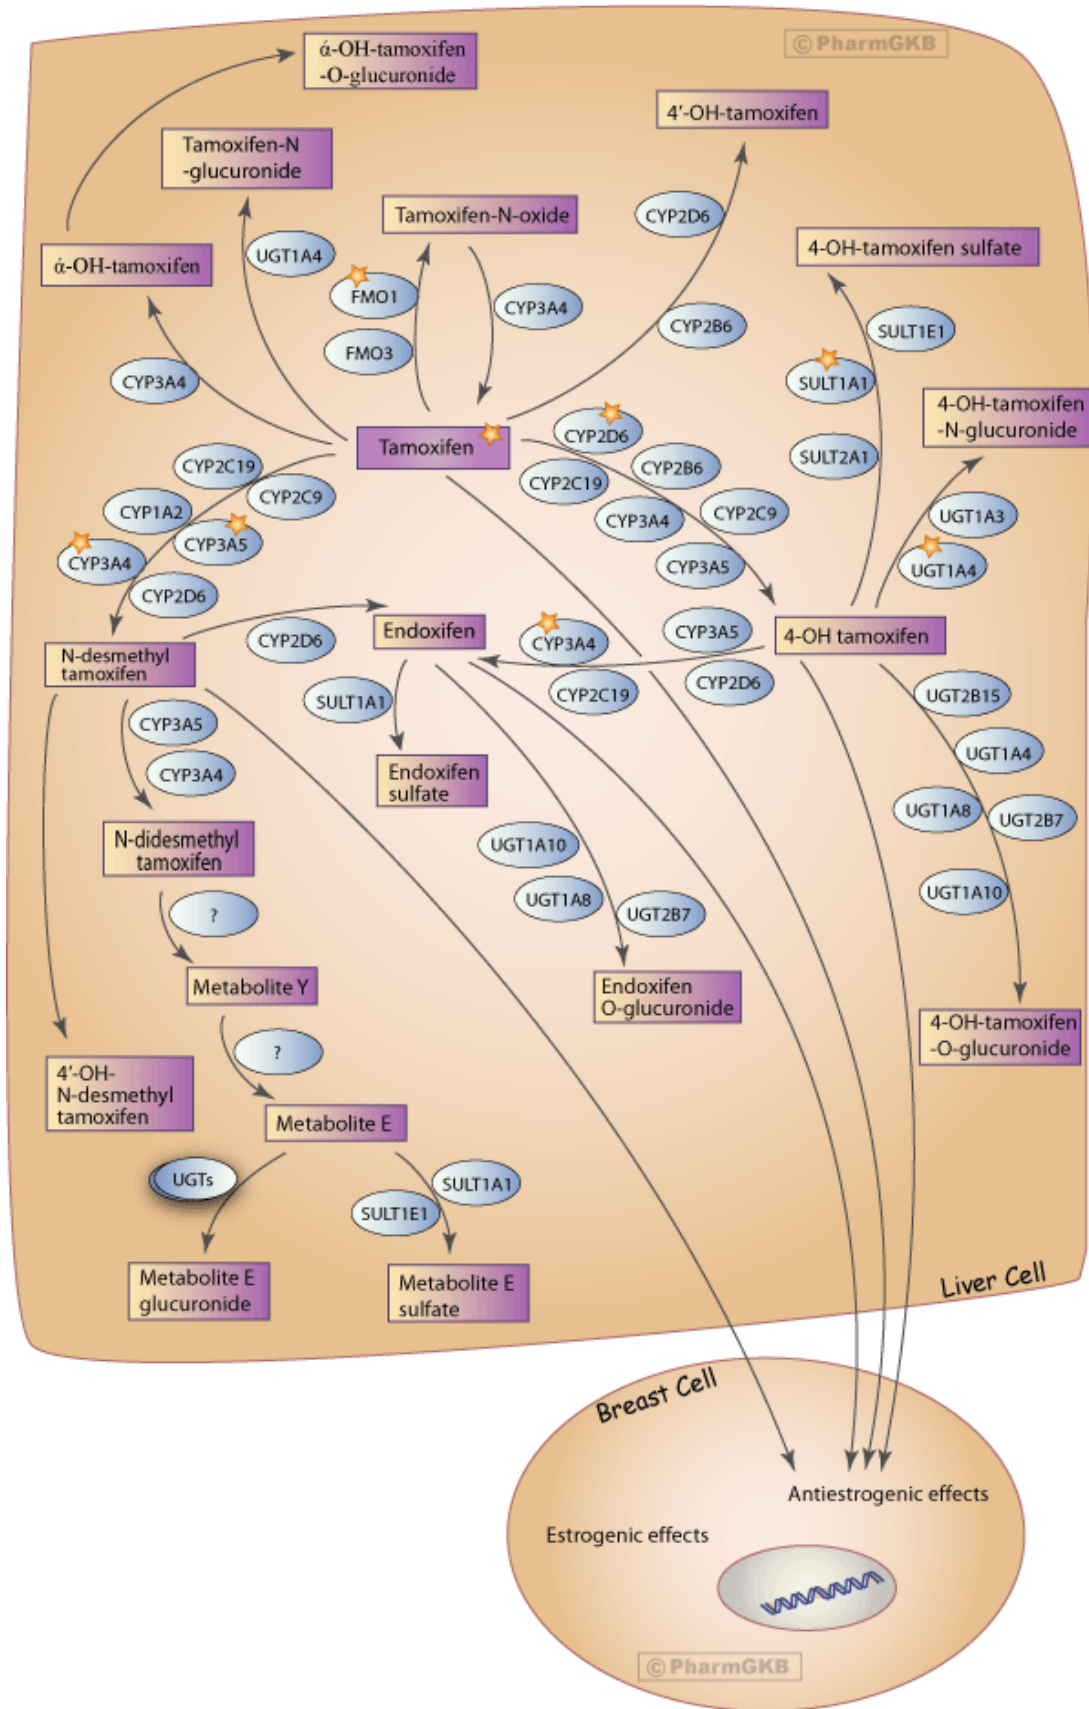 © PharmGKB
ά-OH-tamoxifen
-O-glucuronide
4'-OH-tamoxifen
Tamoxifen-N
-glucuronide
Tamoxifen-N-oxide
CYP2D6
4-OH-tamoxifen sulfate
ά-OH-tamoxifen
UGT1A4
FMO1
CYP3A4
FMO3
CYP2B6
SULT1E1
CYP3A4
SULT1A1
4-OH-tamoxifen
-N-glucuronide
Tamoxifen
CYP2D6
SULT2A1
CYP2C19
CYP2B6
CYP2C19
CYP2C9
CYP1A2
CYP3A4
CYP2C9
UGT1A3
CYP3A5
CYP3A4
CYP3A5
UGT1A4
CYP2D6
Endoxifen
CYP2D6
CYP3A4
CYP3A5
4-OH tamoxifen
N-desmethyl
tamoxifen
SULT1A1
CYP2C19
CYP2D6
UGT2B15
CYP3A5
CYP3A4
UGT1A4
Endoxifen
sulfate
UGT1A8
UGT2B7
N-didesmethyl
tamoxifen
UGT1A10
UGT1A8
UGT2B7
UGT1A10
?
Metabolite Y
Endoxifen
O-glucuronide
4-OH-tamoxifen
-O-glucuronide
?
4'-OH-
N-desmethyl
tamoxifen
Metabolite E
UGTs
SULT1A1
SULT1E1
Metabolite E
glucuronide
Metabolite E
sulfate
Liver Cell
Breast Cell
Antiestrogenic effects
Estrogenic effects
© PharmGKB